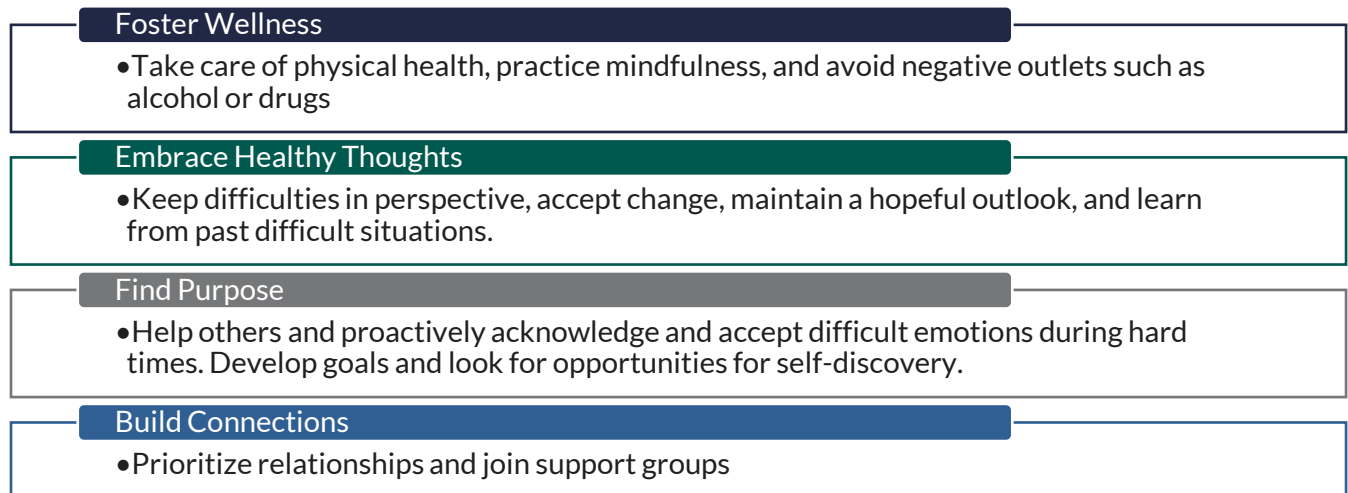 Foster Wellness
•Take care of physical health, practice mindfulness, and avoid negative outlets such as
alcohol or drugs
Embrace Healthy Thoughts
•Keep difficulties in perspective, accept change, maintain a hopeful outlook, and learn
from past difficult situations.
Find Purpose
•Help others and proactively acknowledge and accept difficult emotions during hard
times. Develop goals and look for opportunities for self-discovery.
Build Connections
•Prioritize relationships and join support groups